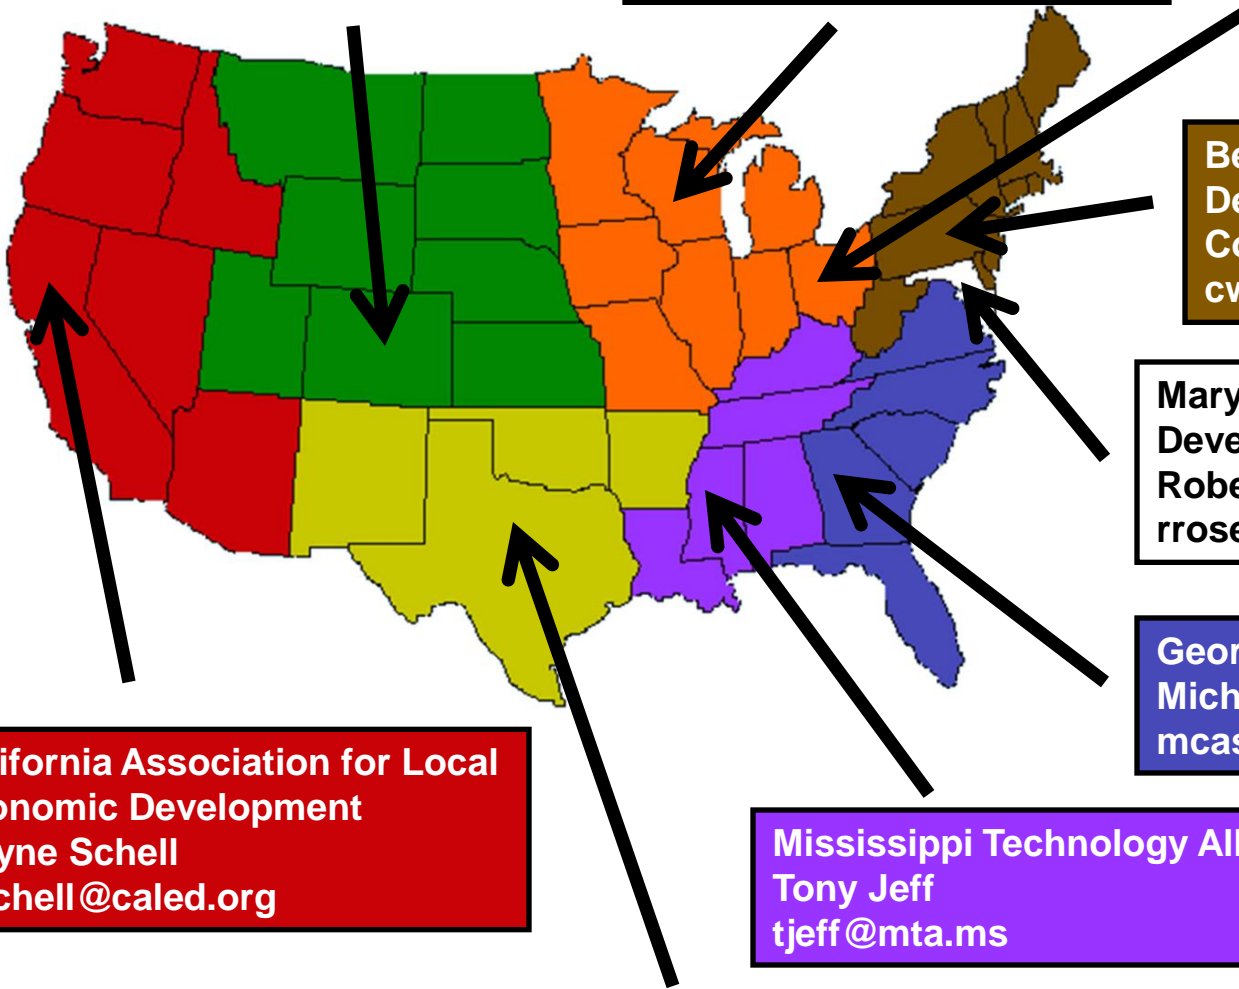 Be
De
Co
cw
Mary
Deve
Robe
rrose
Geor
Mich
mcas
ifornia Association for Local
onomic Development
yne Schell
chell@caled.org
Mississippi Technology All
Tony Jeff
tjeff@mta.ms